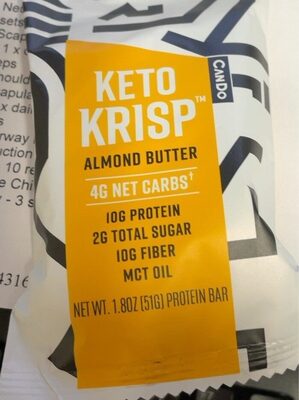 KETO
KRISP™
CANDO
ALMOND BUTTER
4G NET CARBS†
10G PROTEIN
2G TOTAL SUGAR
10G FIBER
MCT OIL
NET WT. 1.8OZ (51G) PROTEIN BAR